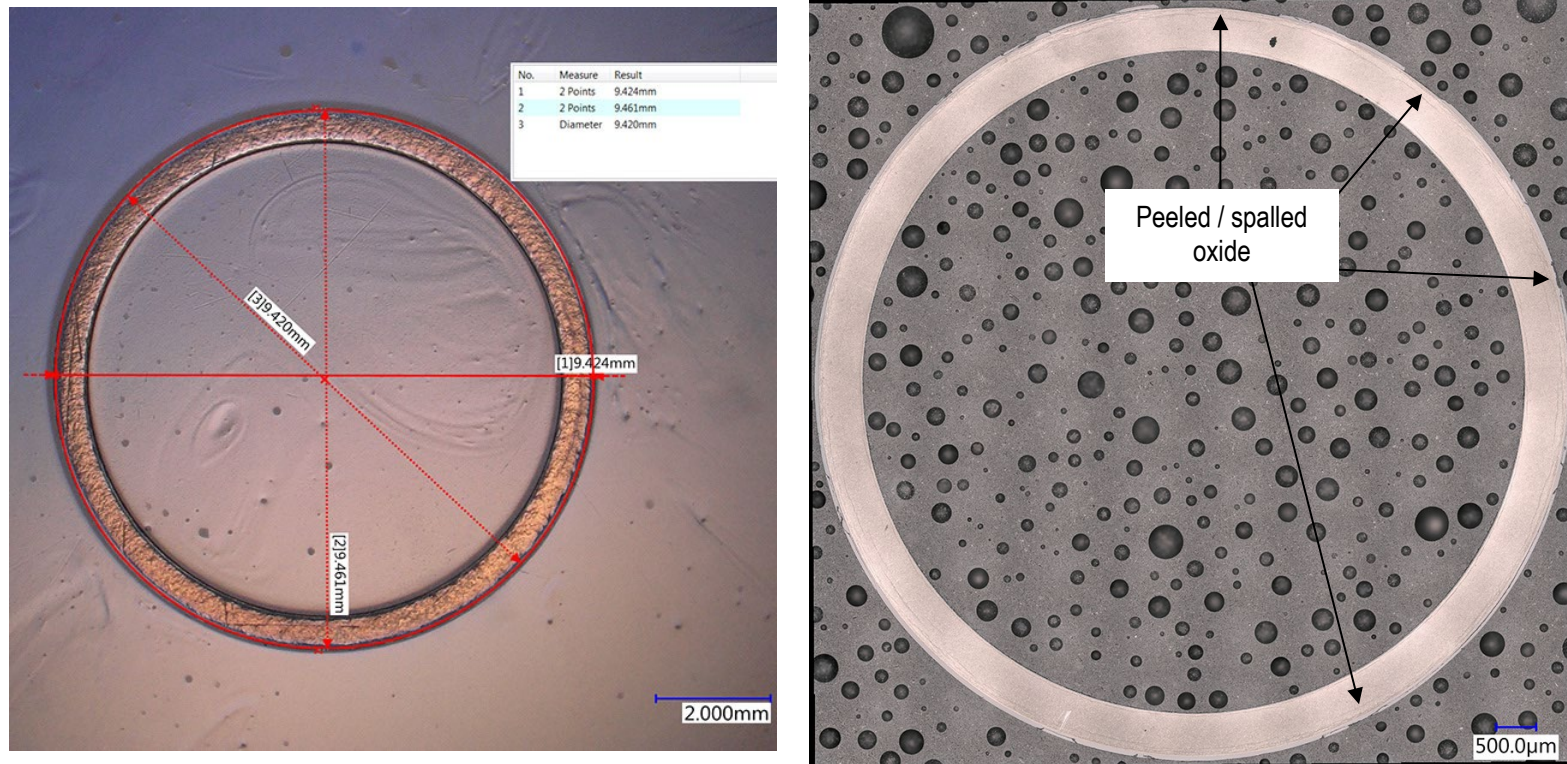 No. Measure Result
1 2 Points 9.424mm
2 2 Points 9.461mm
3 Diameter 9.420mm
[3]9.420mm
[1]9.424mm
[2]9.461mm
2.000mm
Peeled / spalled
oxide
500.0µm